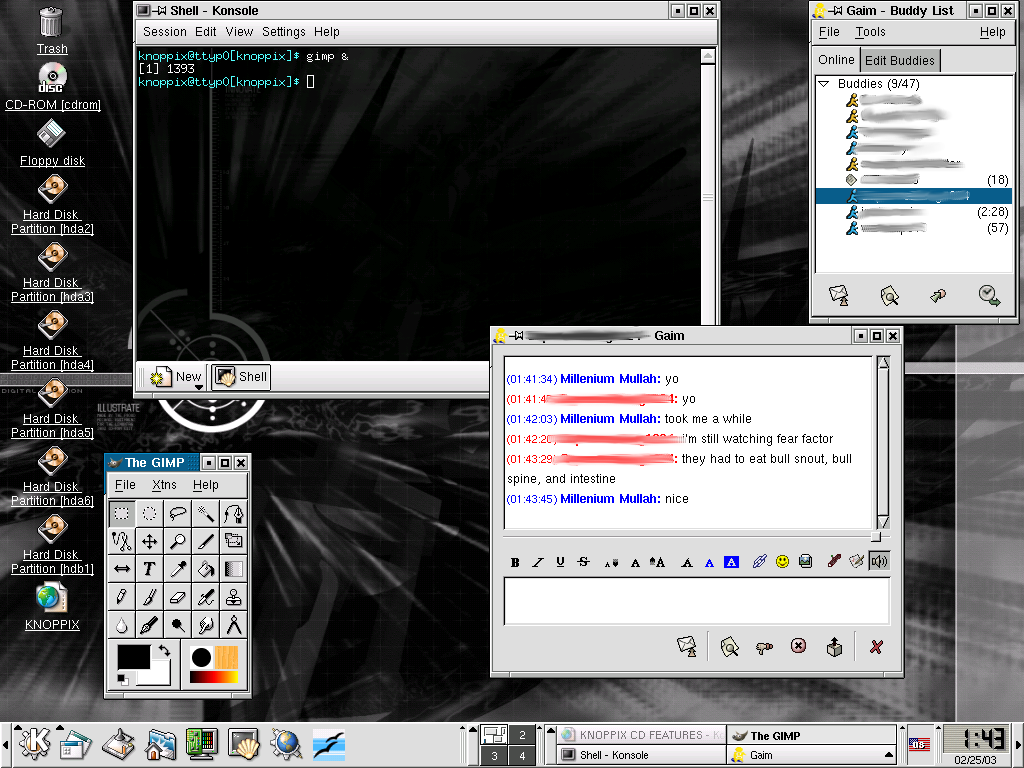 Trash
CD-ROM [cdrom]
Floppy disk
Hard Disk
Partition [hda2]
Hard Disk
Partition [hda3]
Hard Disk
Partition [hda4]
Hard Disk
Partition [hda5]
Hard Disk
Partition [hda6]
Hard Disk
Partition [hdb1]
KNOPPIX
Shell - Konsole
Session Edit View Settings Help
knoppix@ttyp0[knoppix]$ gimp &
[1] 1393
knoppix@ttyp0[knoppix]$
New Shell
ILLUSTRATE
Gaim - Buddy List
File Tools Help
Online Edit Buddies
Buddies (9/47)
(18)
(2:28)
(57)
Gaim
(01:41:34) Millenium Mullah: yo
(01:41:4 : yo
(01:42:03) Millenium Mullah: took me a while
(01:42:20 i'm still watching fear factor
(01:43:29) : they had to eat bull snout, bull
spine, and intestine
(01:43:45) Millenium Mullah: nice
The GIMP
File Xtns Help
2
3 4
KNOPPIX CD FEATURES - K
Shell - Konsole
The GIMP
Gaim
US
1:43
02/25/03